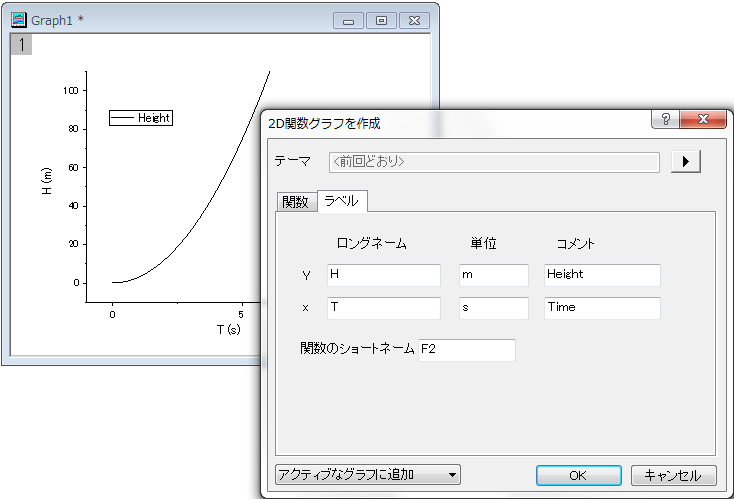 Graph1 *
1
100
80
60
40
20
0
0
5
H (m)
T (s)
Height
2D関数グラフを作成
テーマ <前回どおり>
関数 ラベル
ロングネーム 単位 コメント
Y H m Height
x T s Time
関数のショートネーム F2
アクティブなグラフに追加 OK キャンセル